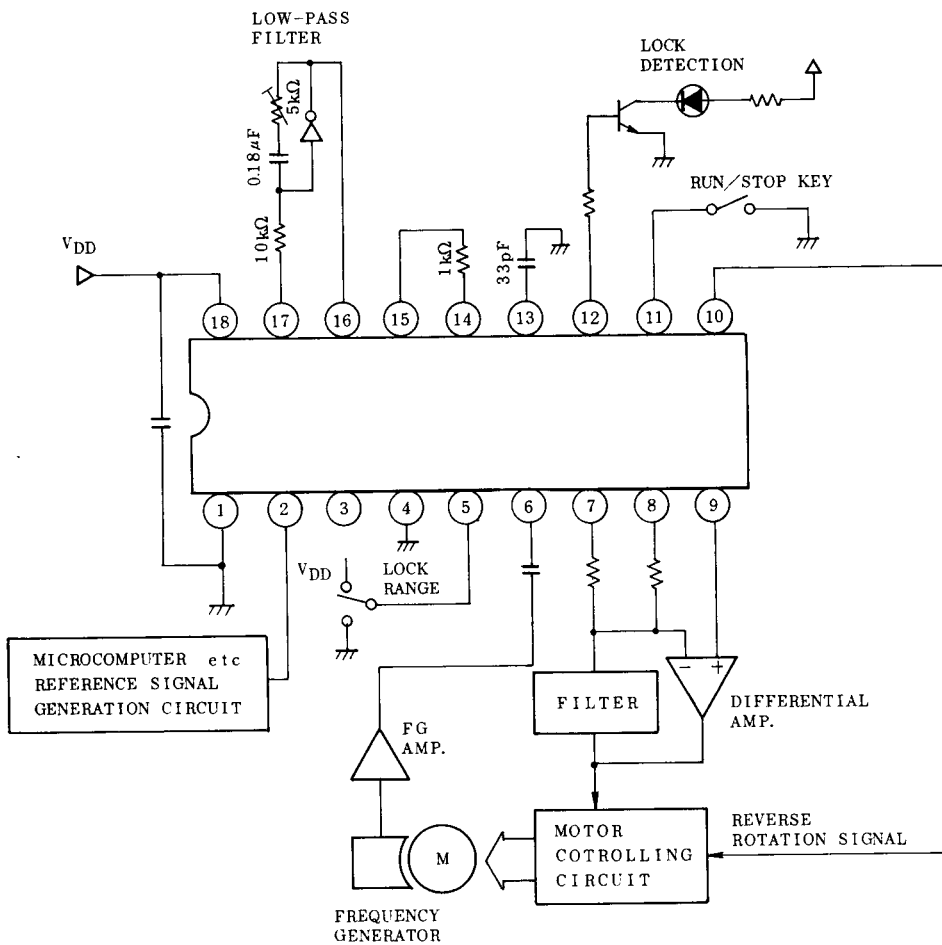 LOW-PASS
FILTER
LOCK
DETECTION
5kΩ
0.18μF
10kΩ
RUN/STOP KEY
VDD
1kΩ
33pF
18
17
16
15
14
13
12
11
10
1
2
3
4
5
6
7
8
9
VDD
LOCK
RANGE
MICROCOMPUTER etc
REFERENCE SIGNAL
GENERATION CIRCUIT
FILTER
− +
DIFFERENTIAL
AMP.
FG
AMP.
M
MOTOR
COTROLLING
CIRCUIT
REVERSE
ROTATION SIGNAL
FREQUENCY
GENERATOR